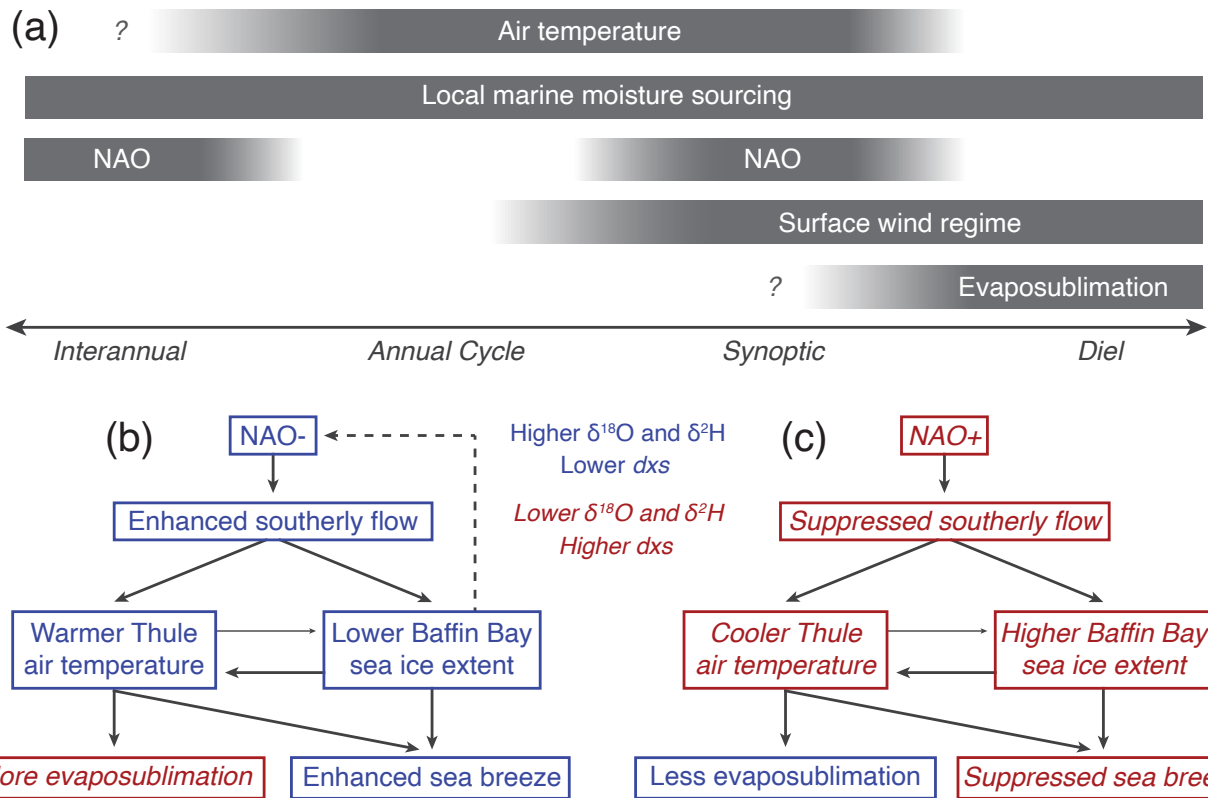 (a)
?
Air temperature
Local marine moisture sourcing
NAO
NAO
Surface wind regime
?
Evaposublimation
Interannual
Annual Cycle
Synoptic
Diel
(b)
NAO-
Higher δ¹⁸O and δ²H
Lower dxs
Lower δ¹⁸O and δ²H
Higher dxs
Enhanced southerly flow
Warmer Thule
air temperature
Lower Baffin Bay
sea ice extent
evaposublimation
Enhanced sea breeze
(c)
NAO+
Suppressed southerly flow
Cooler Thule
air temperature
Higher Baffin Bay
sea ice extent
Less evaposublimation
Suppressed sea